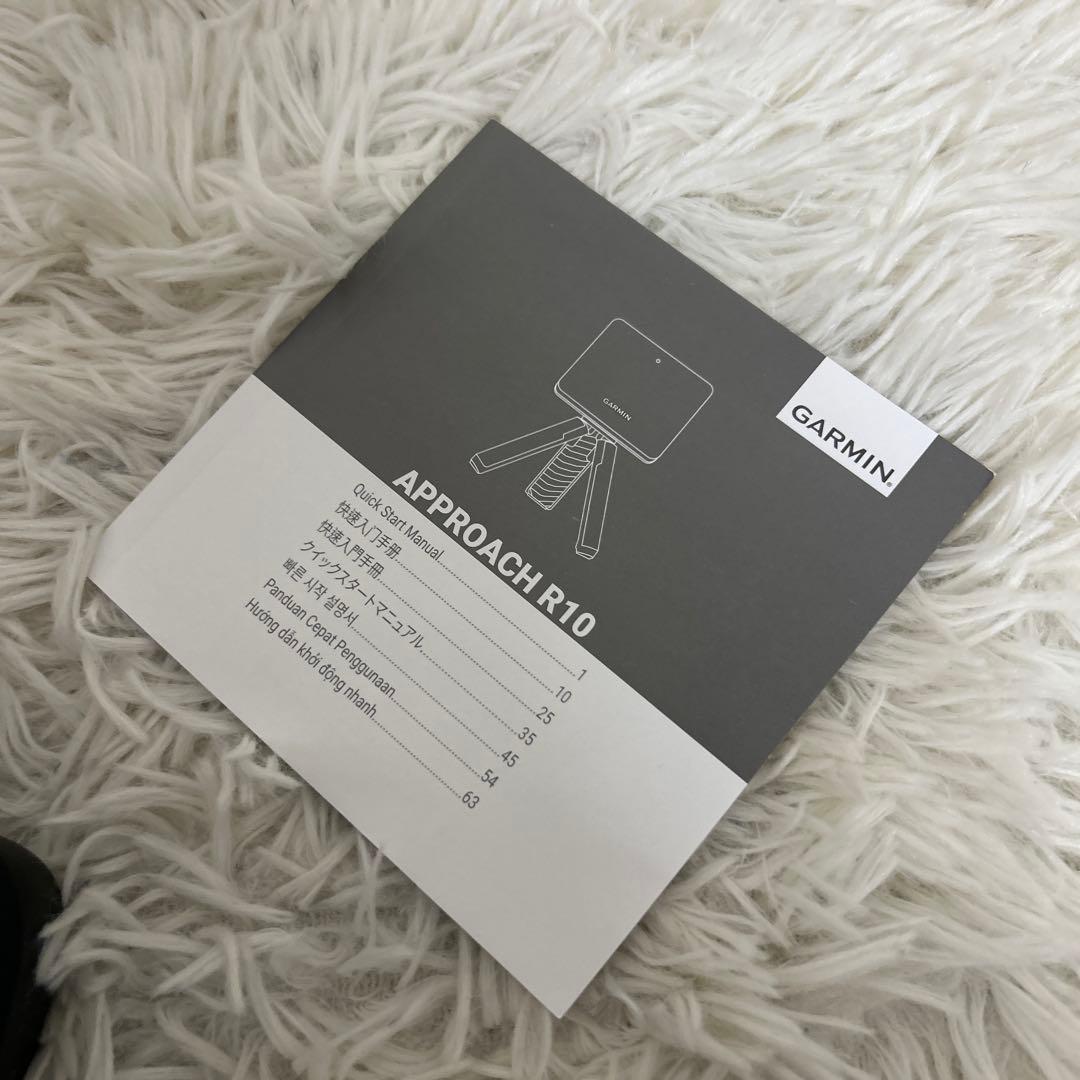 GARMIN
GARMIN
APPROACH R10
Quick Start Manual....................1
快速入门手册....................10
快速入門手冊....................25
クイックスタートマニュアル....................35
빠른 시작 설명서....................45
Panduan Cepat Penggunaan....................54
Hướng dẫn khởi động nhanh....................63